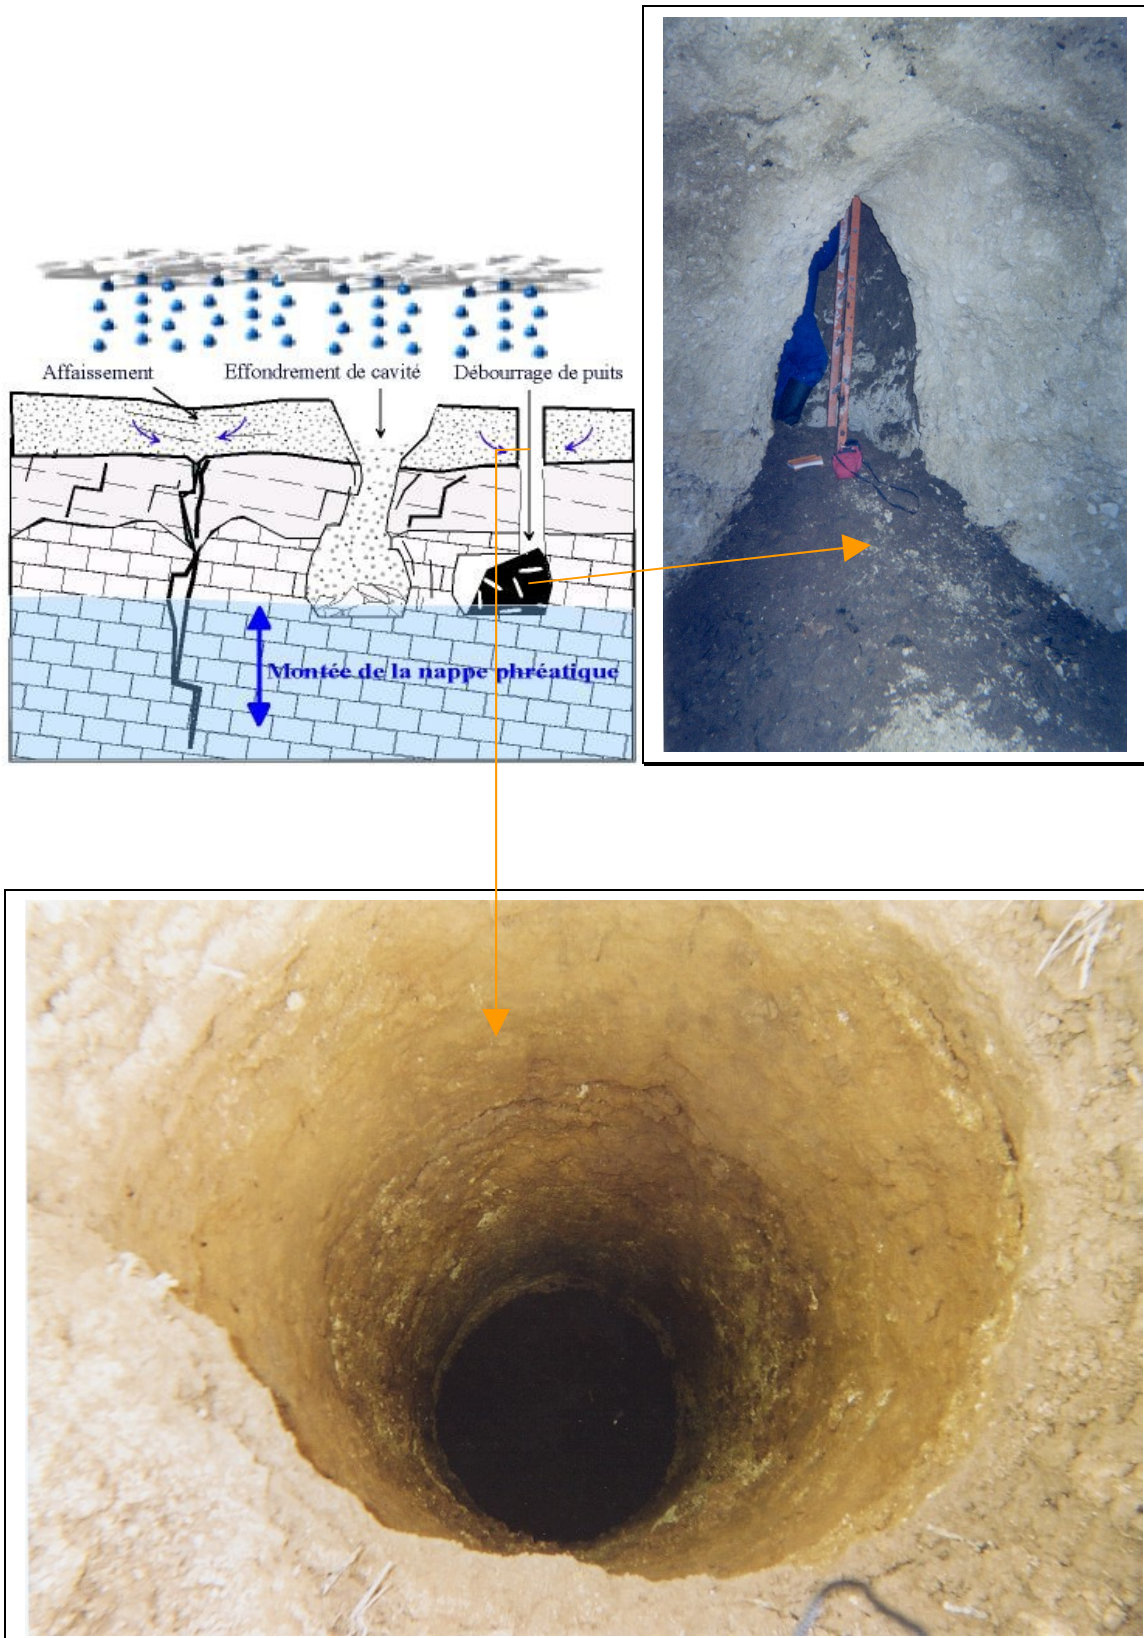 Affaissement
Effondrement de cavité
Débourrage de puits
Montée de la nappe phréatique